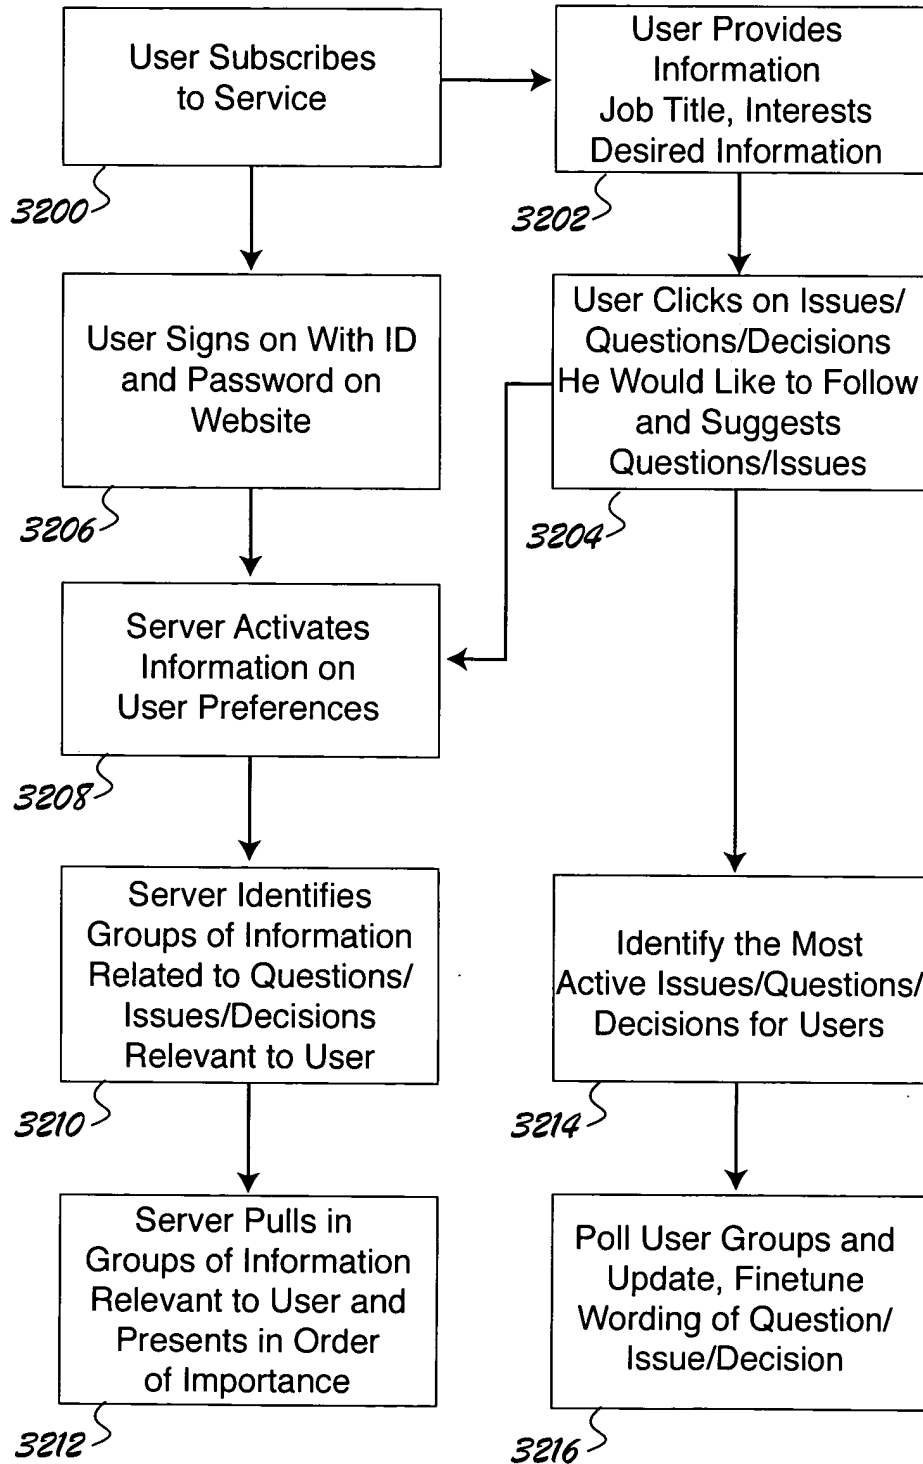 User Subscribes
to Service
3200
User Provides
Information
Job Title, Interests
Desired Information
3202
User Signs on With ID
and Password on
Website
3206
User Clicks on Issues/
Questions/Decisions
He Would Like to Follow
and Suggests
Questions/Issues
3204
Server Activates
Information on
User Preferences
3208
Server Identifies
Groups of Information
Related to Questions/
Issues/Decisions
Relevant to User
3210
Identify the Most
Active Issues/Questions/
Decisions for Users
3214
Server Pulls in
Groups of Information
Relevant to User and
Presents in Order
of Importance
3212
Poll User Groups and
Update, Finetune
Wording of Question/
Issue/Decision
3216